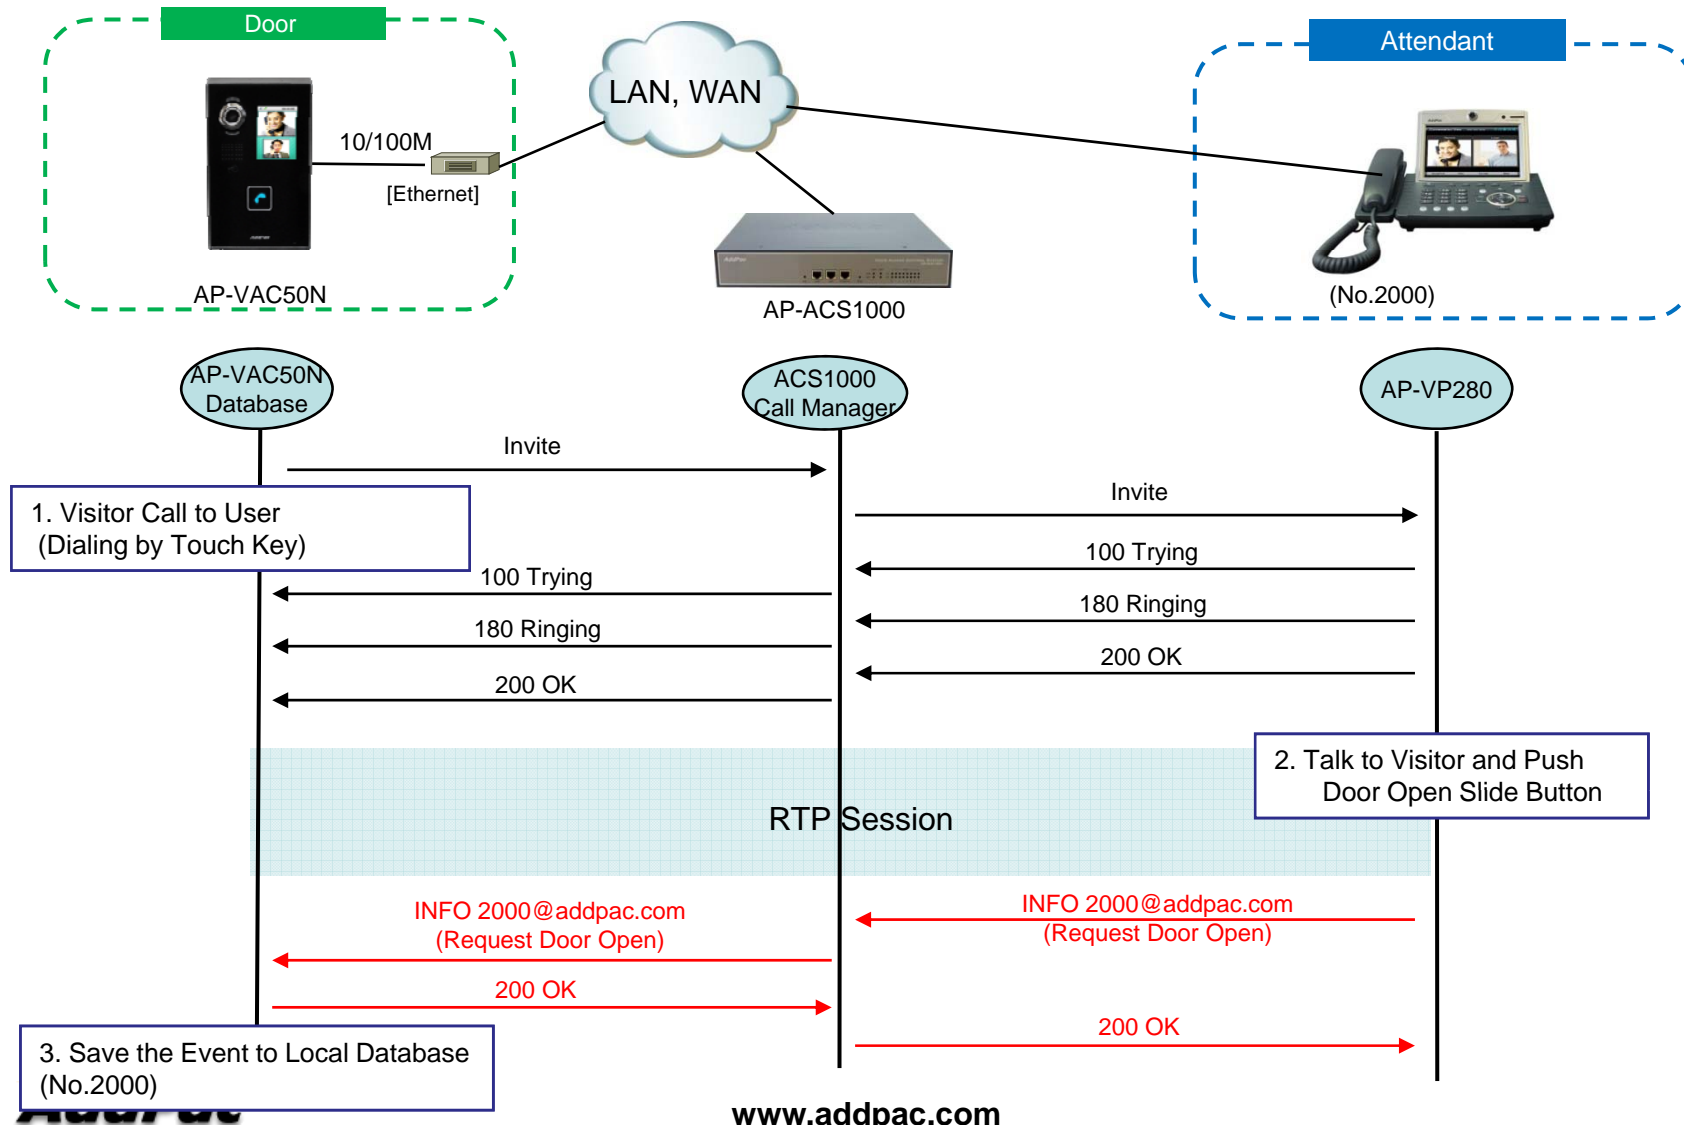 Door
Attendant
LAN, WAN
10/100M
[Ethernet]
AP-VAC50N
AP-ACS1000
(No.2000)
AP-VAC50N
Database
ACS1000
Call Manager
AP-VP280
Invite
1. Visitor Call to User
(Dialing by Touch Key)
Invite
100 Trying
100 Trying
180 Ringing
180 Ringing
200 OK
200 OK
2. Talk to Visitor and Push
Door Open Slide Button
RTP Session
INFO 2000@addpac.com
(Request Door Open)
INFO 2000@addpac.com
(Request Door Open)
200 OK
200 OK
3. Save the Event to Local Database
(No.2000)
AddPac
www.addpac.com